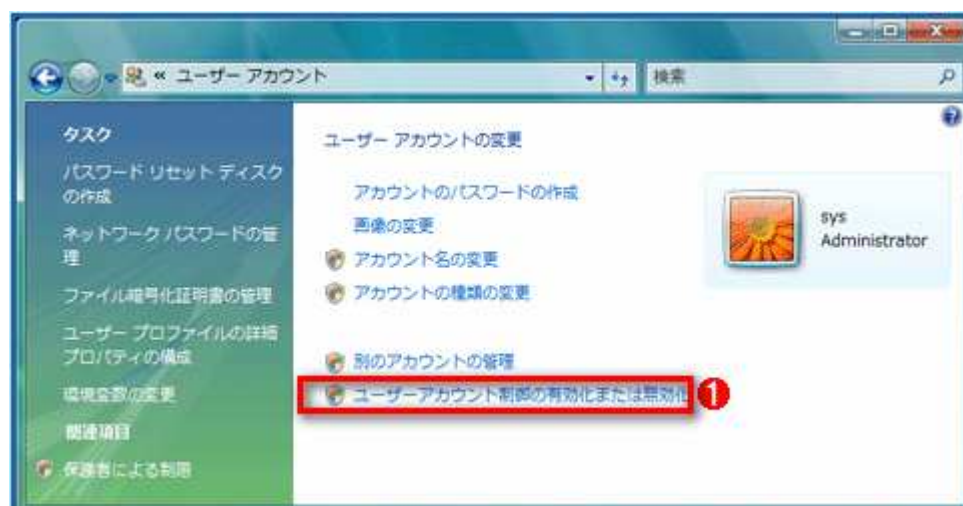 « ユーザー アカウント
検索
タスク
パスワード リセット ディスク
の作成
ネットワーク パスワードの管
理
ファイル暗号化証明書の管理
ユーザー プロファイルの詳細
プロパティの構成
環境変数の変更
関連項目
保護者による制限
ユーザー アカウントの変更
アカウントのパスワードの作成
画像の変更
アカウント名の変更
アカウントの種類の変更
別のアカウントの管理
ユーザーアカウント制御の有効化または無効化
1
sys
Administrator